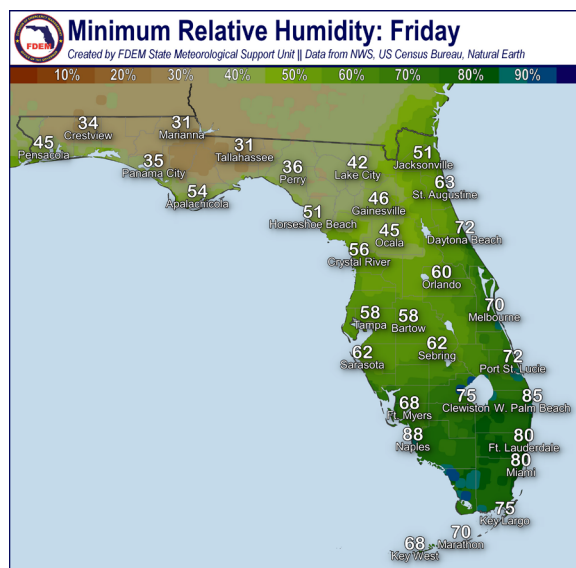 FDEM
Minimum Relative Humidity: Friday
Created by FDEM State Meteorological Support Unit || Data from NWS, US Census Bureau, Natural Earth
10% 20% 30% 40% 50% 60% 70% 80% 90%
34
Crestview
31
Marianna
45
Pensacola
35
Panama City
31
Tallahassee
54
Apalachicola
36
Perry
42
Lake City
51
Jacksonville
63
St. Augustine
46
Gainesville
51
Horseshoe Beach
45
Ocala
72
Daytona Beach
56
Crystal River
60
Orlando
70
Melbourne
58
Tampa
58
Bartow
62
Sarasota
62
Sebring
72
Port St. Lucie
68
Ft. Myers
75
Clewiston
85
W. Palm Beach
88
Naples
80
Ft. Lauderdale
80
Miami
75
Key Largo
70
Marathon
68
Key West